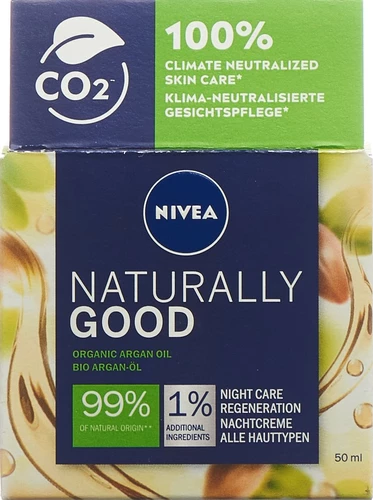 CO2
100%
CLIMATE NEUTRALIZED
SKIN CARE*
KLIMA-NEUTRALISIERTE
GESICHTSPFLEGE*
NIVEA
NATURALLY
GOOD
ORGANIC ARGAN OIL
BIO ARGAN-ÖL
99%
OF NATURAL ORIGIN**
1%
ADDITIONAL
INGREDIENTS
NIGHT CARE
REGENERATION
NACHTCREME
ALLE HAUTTYPEN
50 ml